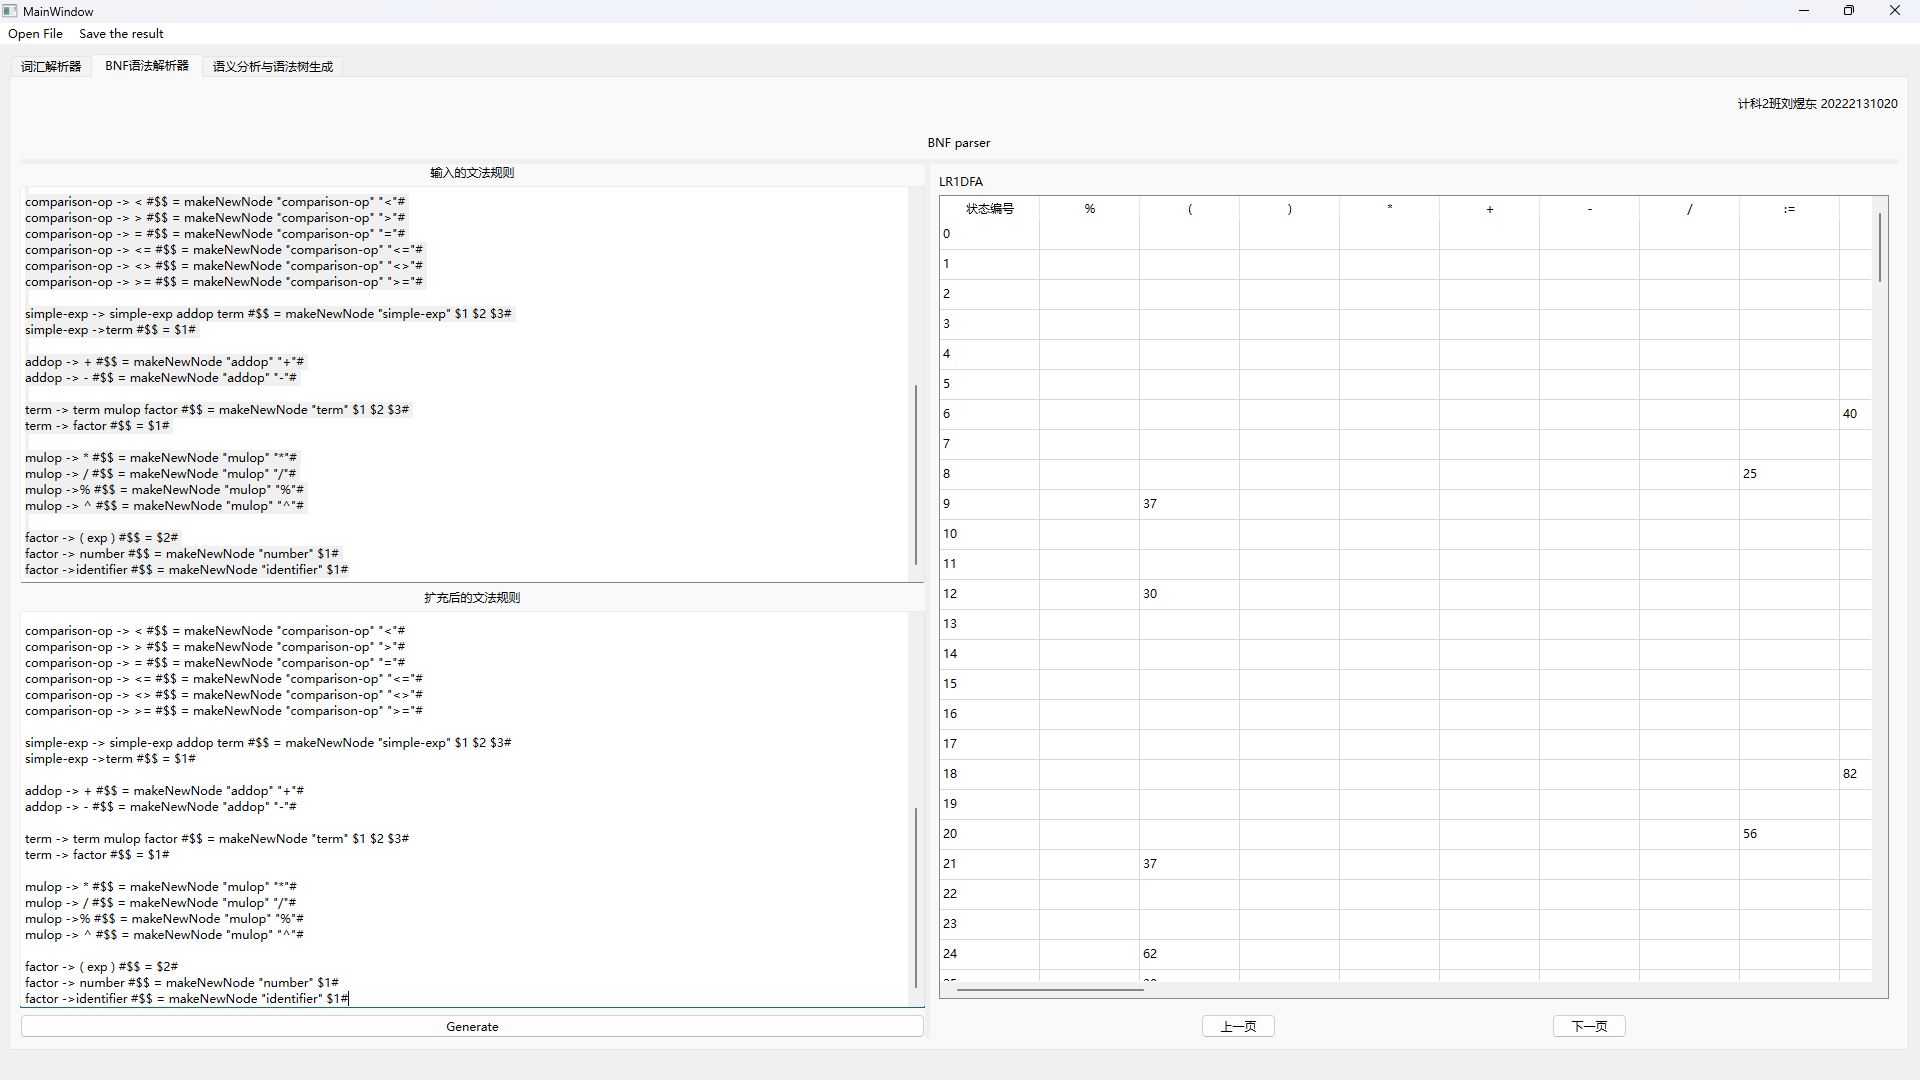 MainWindow
Open File Save the result
词汇解析器 BNF语法解析器 语义分析与语法树生成
计科2班刘煜东 20222131020
BNF parser
输入的文法规则
comparison-op -> < #$$ = makeNewNode "comparison-op" "<"#
comparison-op -> > #$$ = makeNewNode "comparison-op" ">"#
comparison-op -> = #$$ = makeNewNode "comparison-op" "="#
comparison-op -> <= #$$ = makeNewNode "comparison-op" "<="#
comparison-op -> <> #$$ = makeNewNode "comparison-op" "<>"#
comparison-op -> >= #$$ = makeNewNode "comparison-op" ">="#
simple-exp -> simple-exp addop term #$$ = makeNewNode "simple-exp" $1 $2 $3#
simple-exp ->term #$$ = $1#
addop -> + #$$ = makeNewNode "addop" "+"#
addop -> - #$$ = makeNewNode "addop" "-"#
term -> term mulop factor #$$ = makeNewNode "term" $1 $2 $3#
term -> factor #$$ = $1#
mulop -> * #$$ = makeNewNode "mulop" "*"#
mulop -> / #$$ = makeNewNode "mulop" "/"#
mulop ->% #$$ = makeNewNode "mulop" "%"#
mulop -> ^ #$$ = makeNewNode "mulop" "^"#
factor -> ( exp ) #$$ = $2#
factor -> number #$$ = makeNewNode "number" $1#
factor ->identifier #$$ = makeNewNode "identifier" $1#
扩充后的文法规则
comparison-op -> < #$$ = makeNewNode "comparison-op" "<"#
comparison-op -> > #$$ = makeNewNode "comparison-op" ">"#
comparison-op -> = #$$ = makeNewNode "comparison-op" "="#
comparison-op -> <= #$$ = makeNewNode "comparison-op" "<="#
comparison-op -> <> #$$ = makeNewNode "comparison-op" "<>"#
comparison-op -> >= #$$ = makeNewNode "comparison-op" ">="#
simple-exp -> simple-exp addop term #$$ = makeNewNode "simple-exp" $1 $2 $3#
simple-exp ->term #$$ = $1#
addop -> + #$$ = makeNewNode "addop" "+"#
addop -> - #$$ = makeNewNode "addop" "-"#
term -> term mulop factor #$$ = makeNewNode "term" $1 $2 $3#
term -> factor #$$ = $1#
mulop -> * #$$ = makeNewNode "mulop" "*"#
mulop -> / #$$ = makeNewNode "mulop" "/"#
mulop ->% #$$ = makeNewNode "mulop" "%"#
mulop -> ^ #$$ = makeNewNode "mulop" "^"#
factor -> ( exp ) #$$ = $2#
factor -> number #$$ = makeNewNode "number" $1#
factor ->identifier #$$ = makeNewNode "identifier" $1#
Generate
LR1DFA
状态编号 % ( ) * + - / :=
0
1
2
3
4
5
6 40
7
8 25
9 37
10
11
12 30
13
14
15
16
17
18 82
19
20 56
21 37
22
23
24 62
上一页 下一页